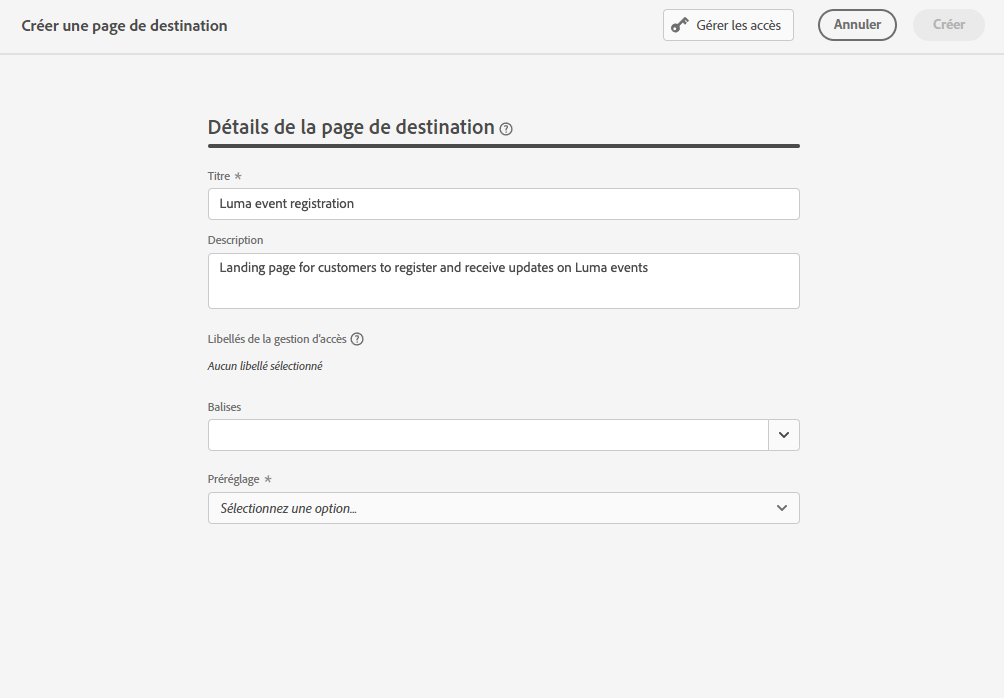 Créer une page de destination
Gérer les accès
Annuler
Créer
Détails de la page de destination
Titre *
Luma event registration
Description
Landing page for customers to register and receive updates on Luma events
Libellés de la gestion d'accès
Aucun libellé sélectionné
Balises
Préréglage *
Sélectionnez une option...